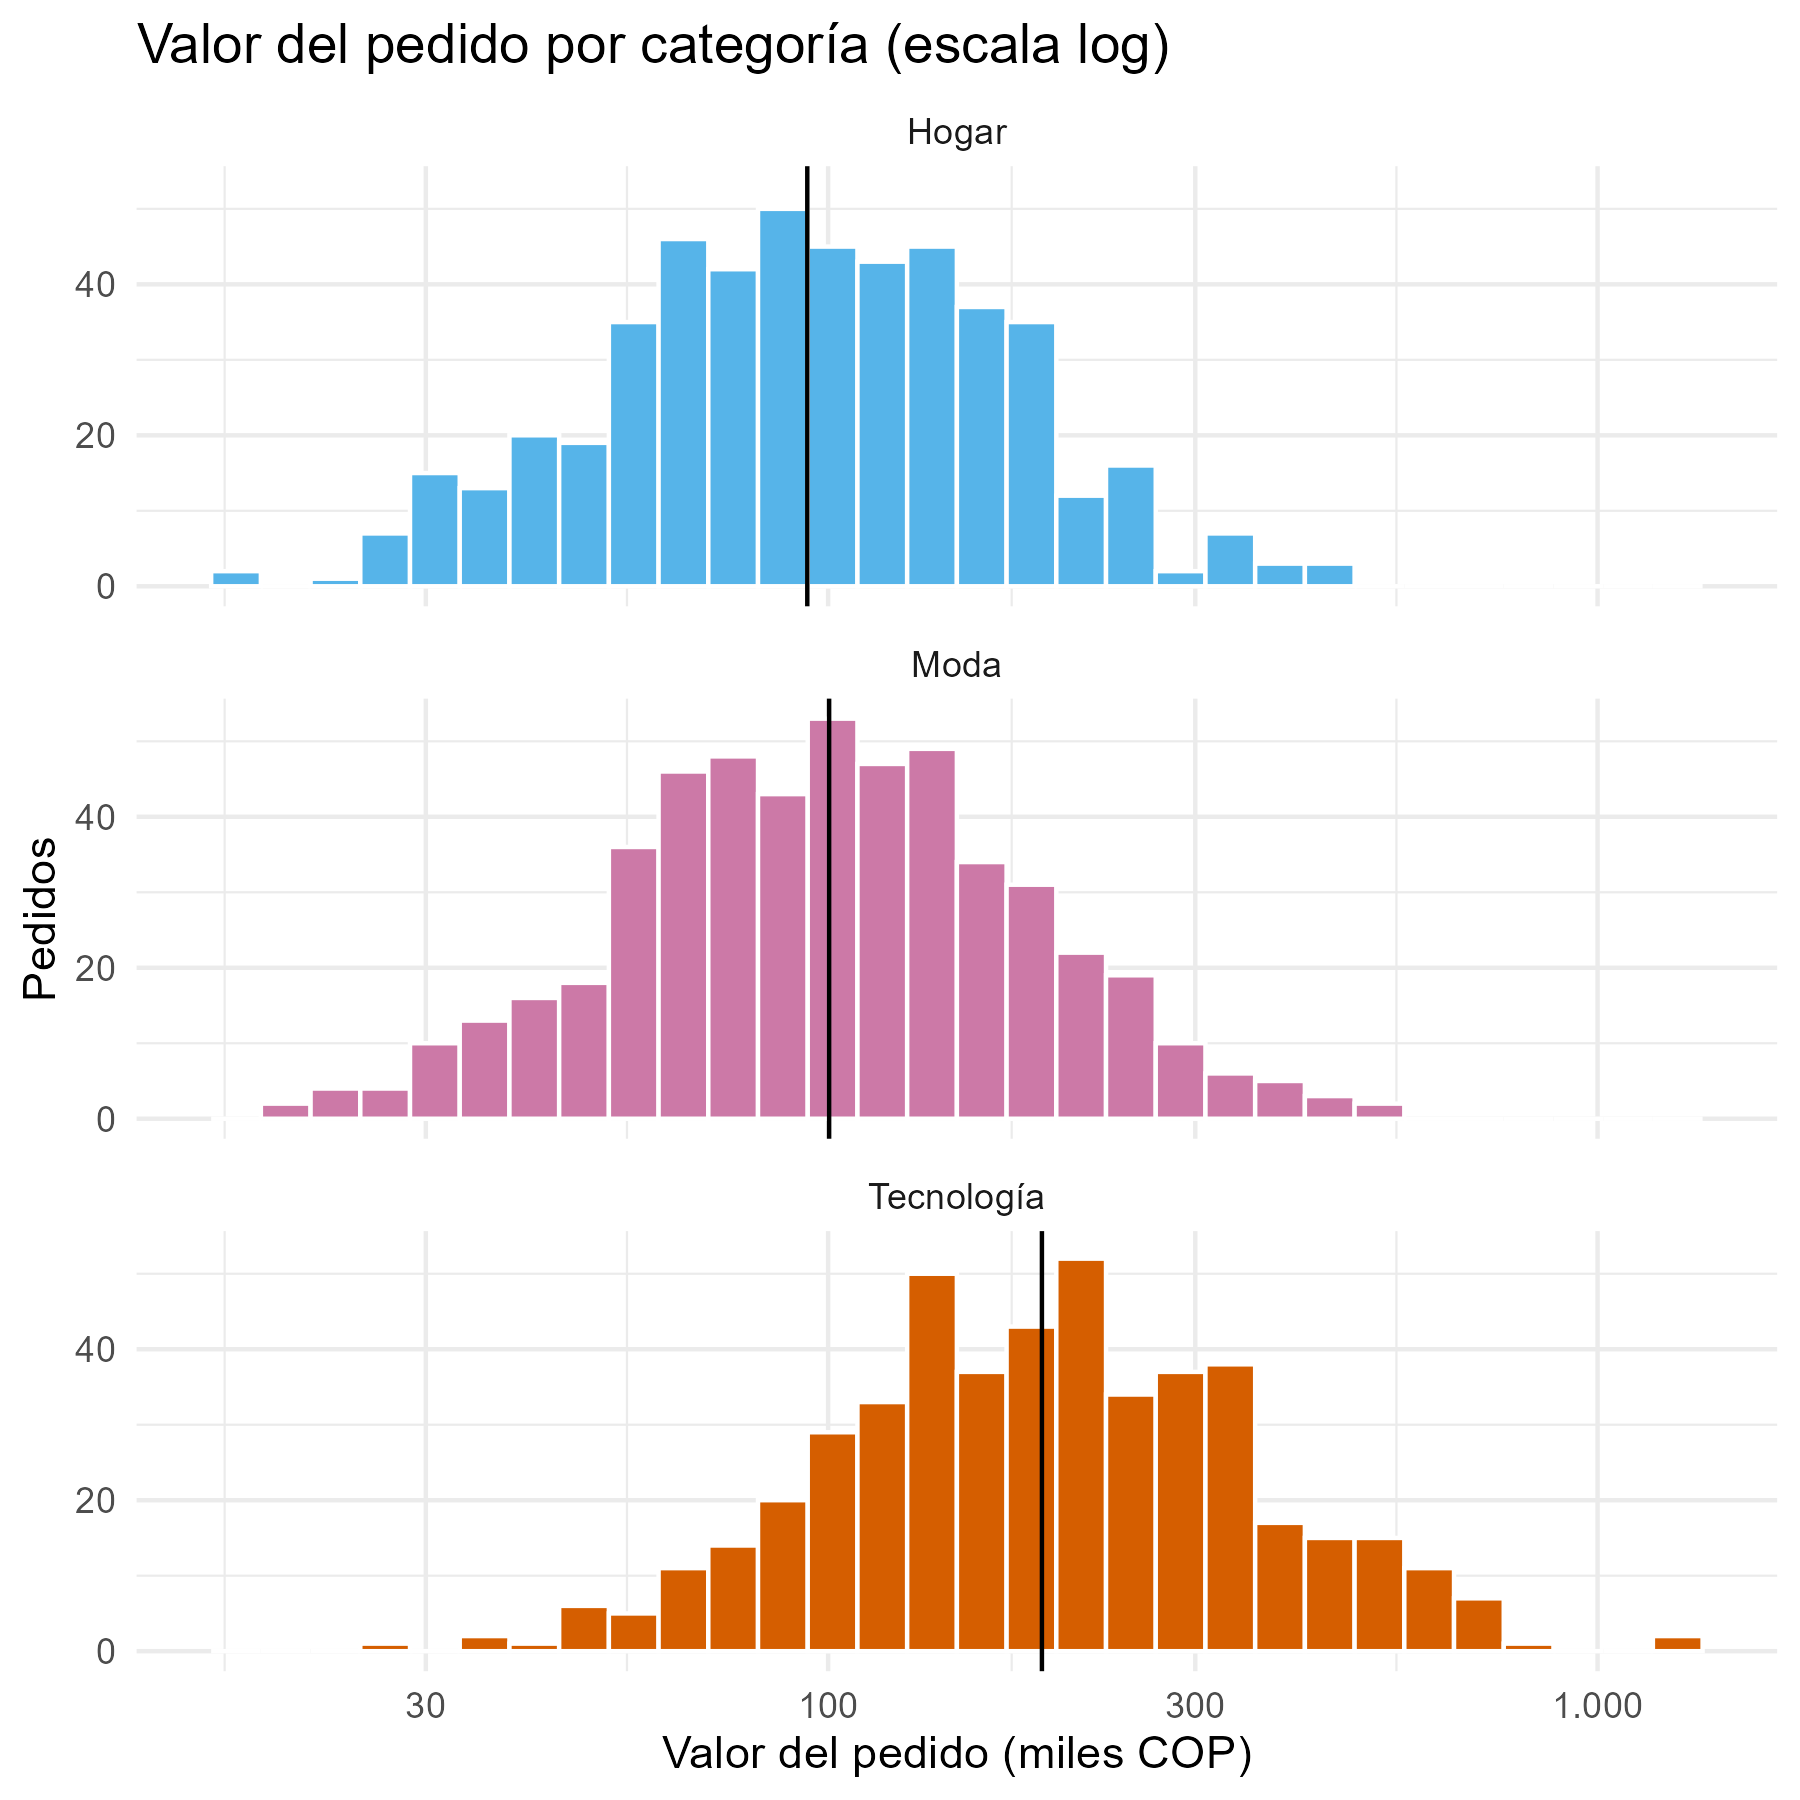 Valor del pedido por categoría (escala log)
Hogar
40
20
0
Moda
40
20
0
Pedidos
Tecnología
40
20
0
30 100 300 1.000
Valor del pedido (miles COP)